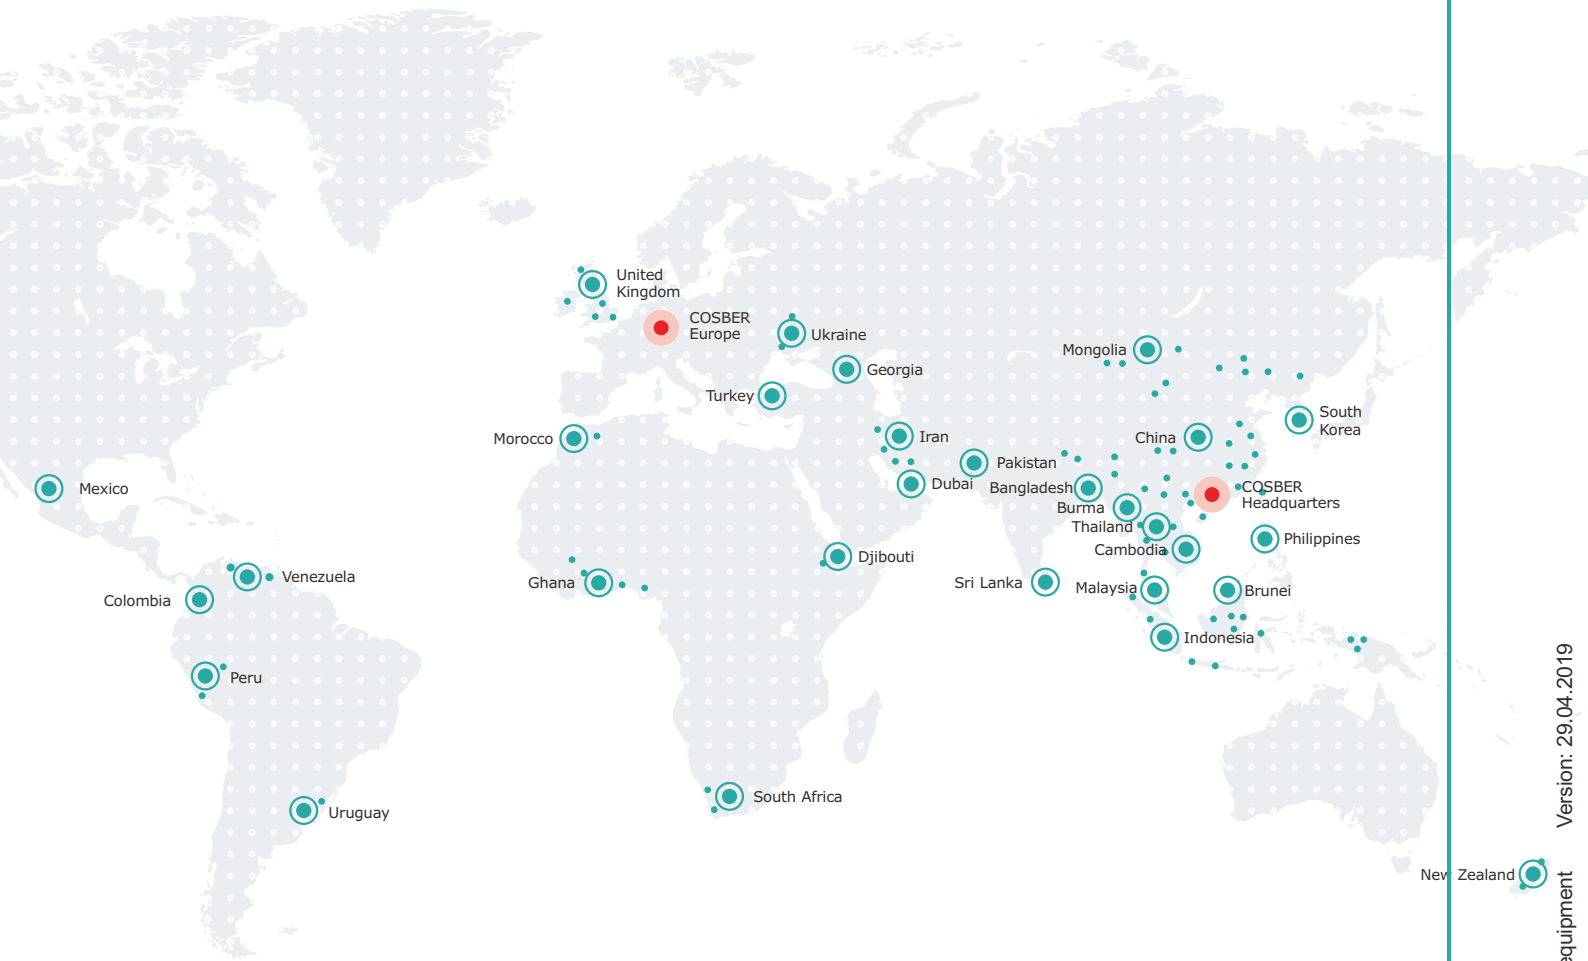 United
Kingdom
COSBER
Europe
Ukraine
Georgia
Turkey
Mongolia
South
Korea
Morocco
Iran
China
Pakistan
Dubai
Bangladesh
COSBER
Headquarters
Mexico
Burma
Thailand
Cambodia
Philippines
Djibouti
Venezuela
Ghana
Sri Lanka
Malaysia
Brunei
Colombia
Indonesia
Peru
South Africa
Uruguay
New Zealand
equipment
Version: 29.04.2019